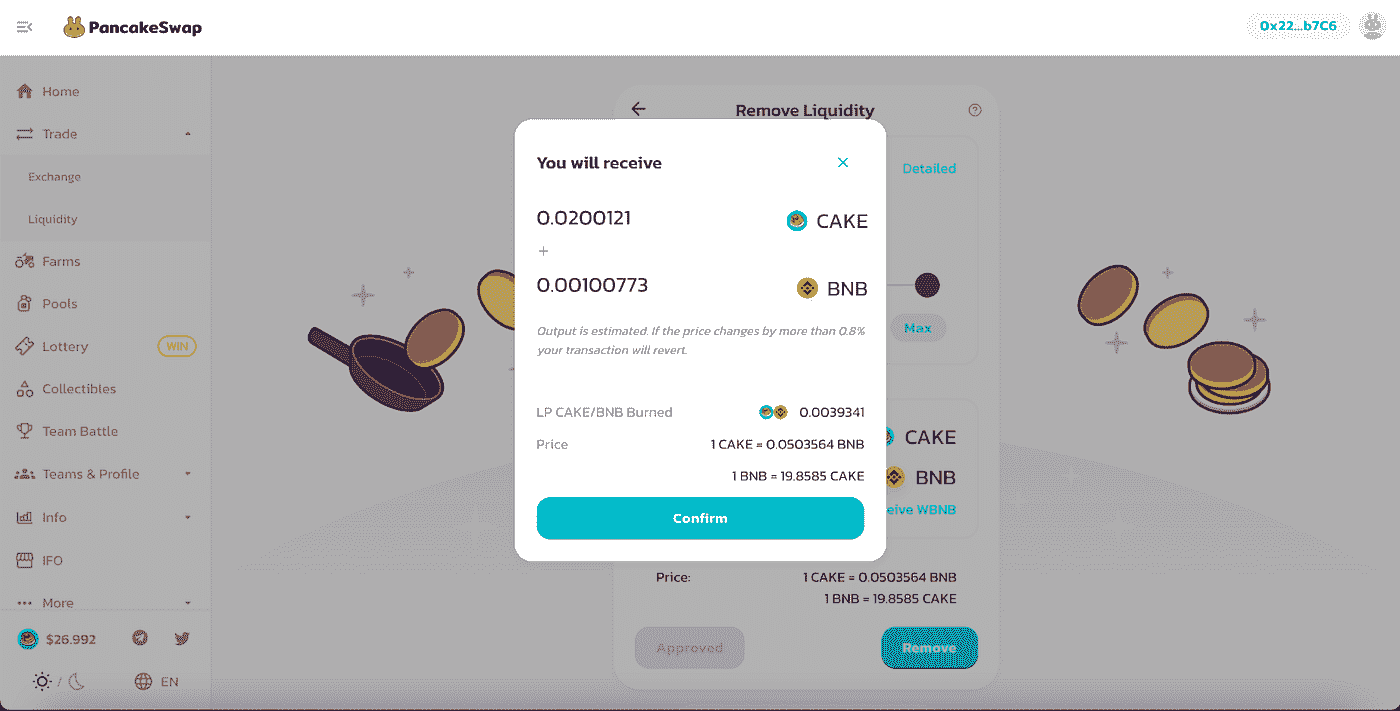 PancakeSwap
0x22...b7C6
Home
Trade
Exchange
Liquidity
Farms
Pools
Lottery
WIN
Collectibles
Team Battle
Teams & Profile
Info
IFO
More
$26.992
/
EN
Remove Liquidity
?
Detailed
Max
You will receive
0.0200121
CAKE
+
0.00100773
BNB
Output is estimated. If the price changes by more than 0.8%
your transaction will revert.
LP CAKE/BNB Burned
0.0039341
Price
1 CAKE = 0.0503564 BNB
1 BNB = 19.8585 CAKE
Confirm
CAKE
BNB
WBNB
Price:
1 CAKE = 0.0503564 BNB
1 BNB = 19.8585 CAKE
Approved
Remove